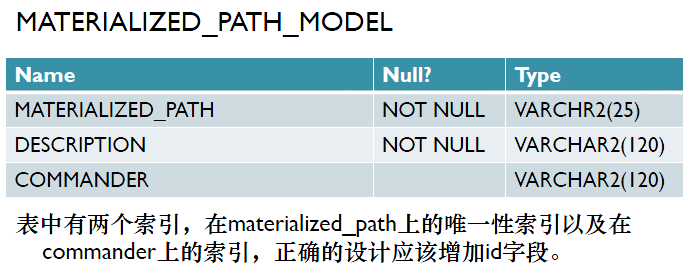 MATERIALIZED_PATH_MODEL
Name Null? Type
MATERIALIZED_PATH NOT NULL VARCHR2(25)
DESCRIPTION NOT NULL VARCHAR2(120)
COMMANDER VARCHAR2(120)
表中有两个索引，在materialized_path上的唯一性索引以及在
commander上的索引，正确的设计应该增加id字段。